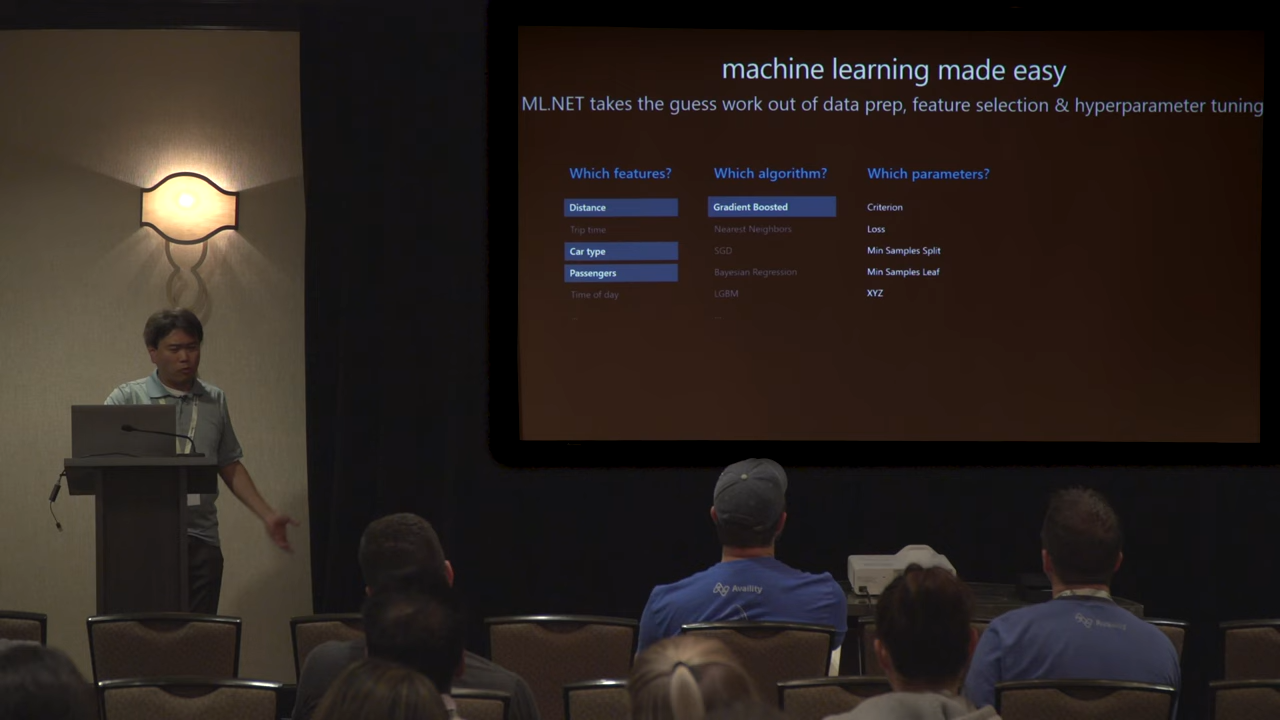 machine learning made easy
ML.NET takes the guess work out of data prep, feature selection & hyperparameter tuning
Which features?
Distance
Trip time
Car type
Passengers
Time of day
...
Which algorithm?
Gradient Boosted
Nearest Neighbors
SGD
Bayesian Regression
LGBM
...
Which parameters?
Criterion
Loss
Min Samples Split
Min Samples Leaf
XYZ
Availity
Availity